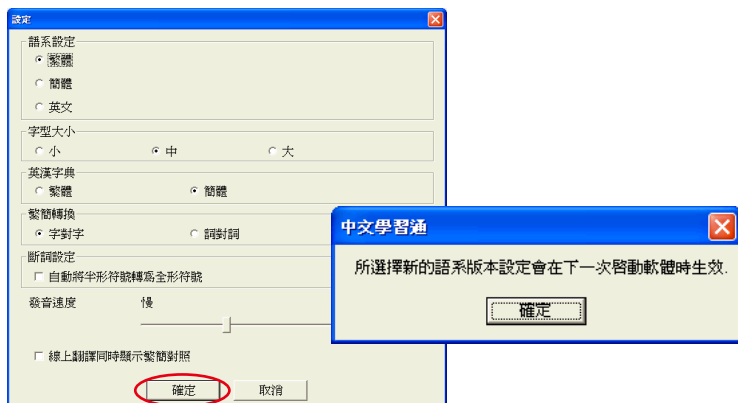 設定
語系設定
繁體
簡體
英文
字型大小
小 中 大
英漢字典
繁體 簡體
繁簡轉換
字對字 詞對詞
斷詞設定
自動將半形符號轉為全形符號
發音速度 慢
線上翻譯同時顯示繁簡對照
確定 取消
中文學習通
所選擇新的語系版本設定會在下一次啓動軟體時生效.
確定